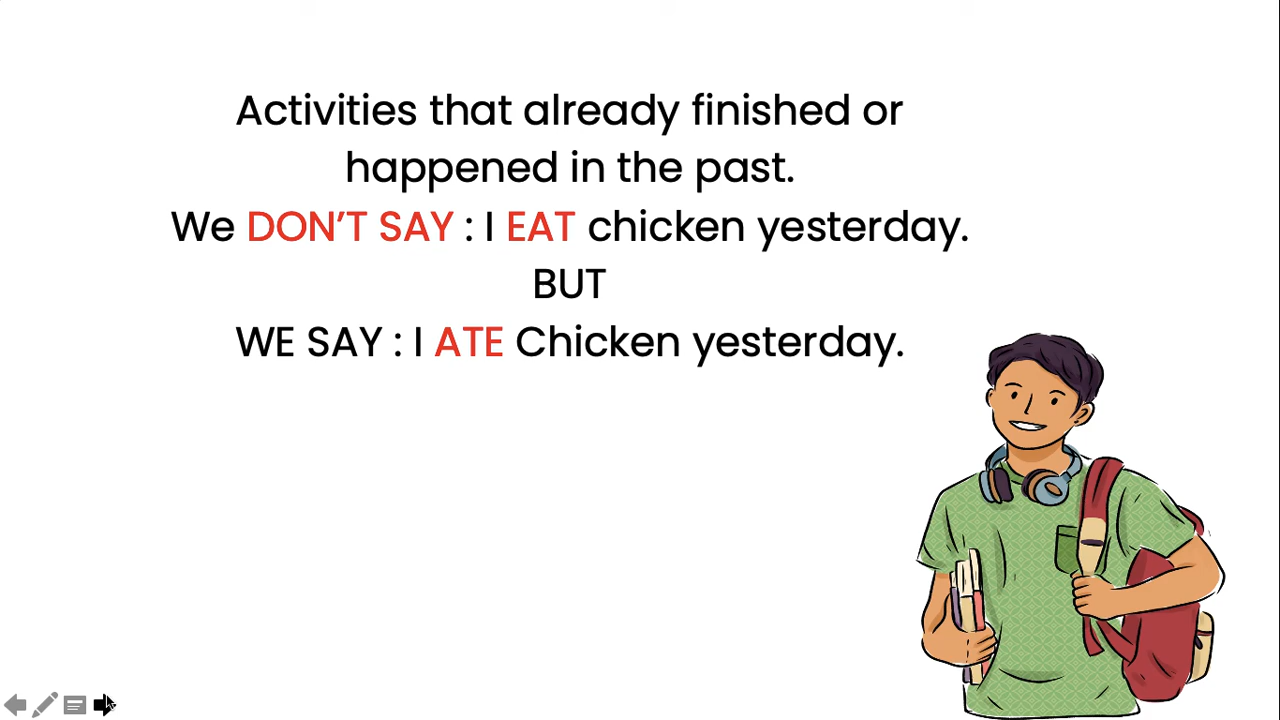 Activities that already finished or
happened in the past.
We DON’T SAY : I EAT chicken yesterday.
BUT
WE SAY : I ATE Chicken yesterday.